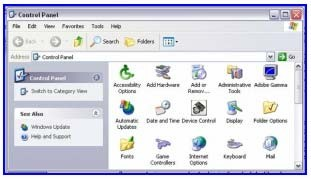 Control Panel
File Edit View Favorites Tools Help
Back Search Folders
Address Control Panel Go
Control Panel
Switch to Category View
See Also
Windows Update
Help and Support
Accessibility Options
Add Hardware
Add or Remov...
Administrative Tools
Adobe Gamma
Automatic Updates
Date and Time
Device Control
Display
Folder Options
Fonts
Game Controllers
Internet Options
Keyboard
Mail